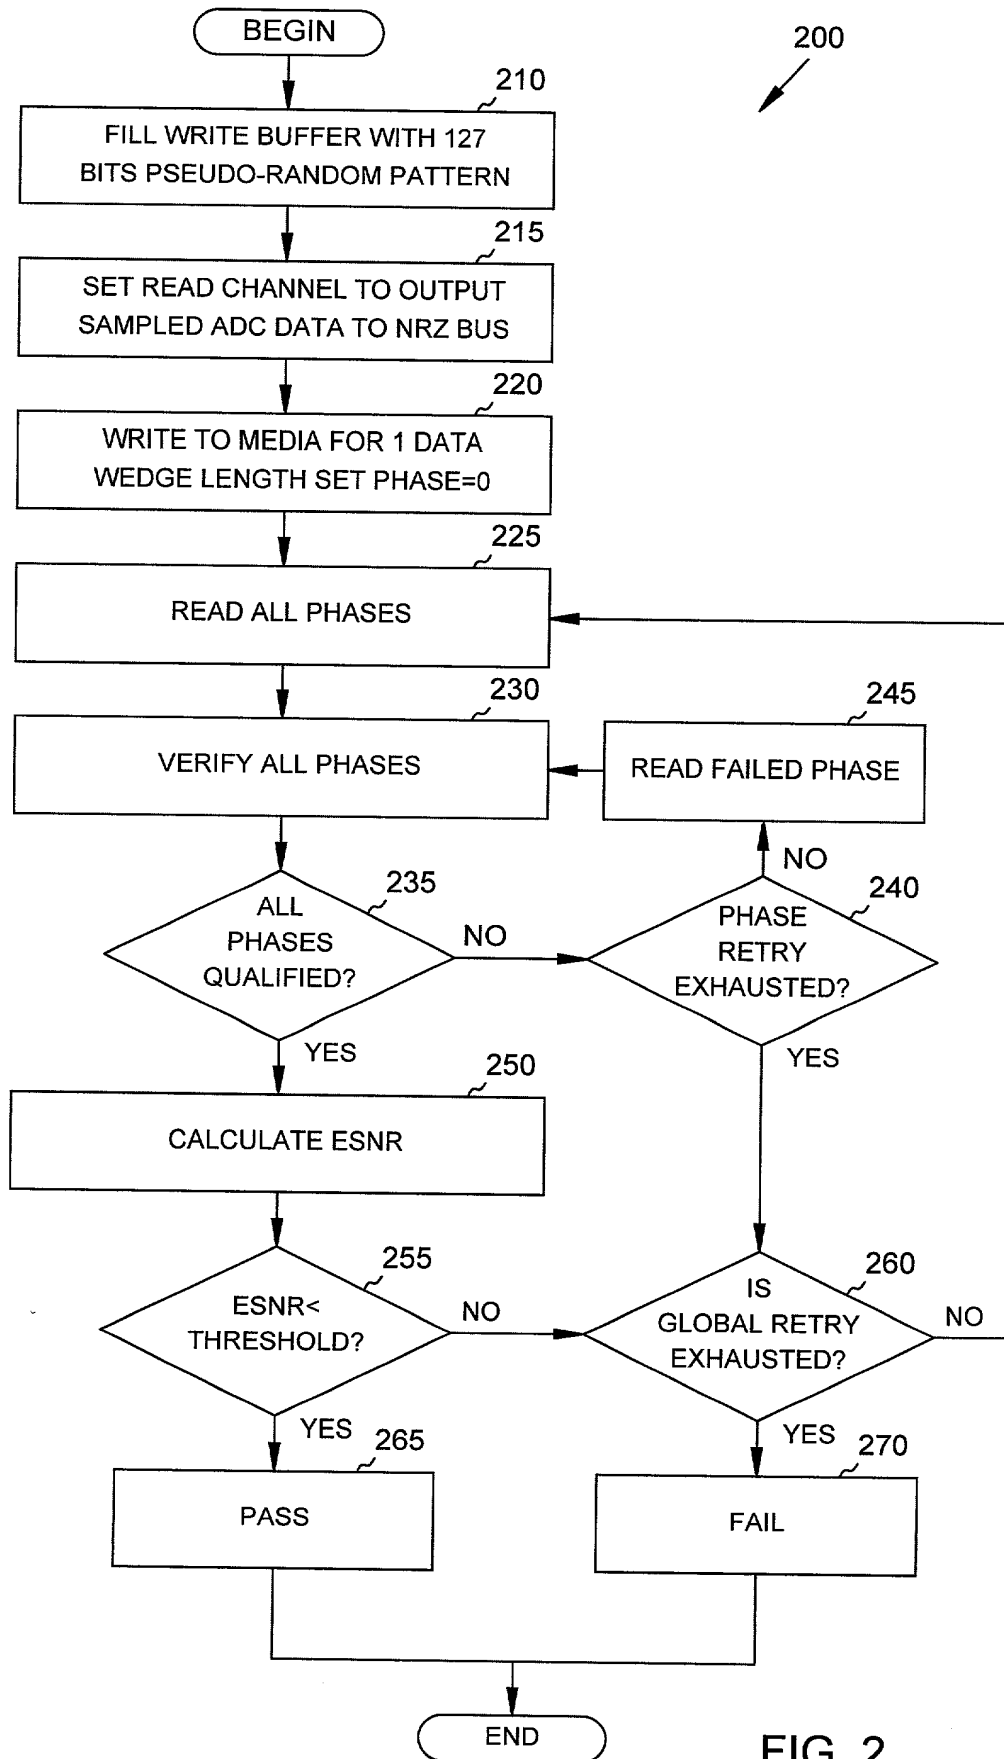 BEGIN
200
210
FILL WRITE BUFFER WITH 127
BITS PSEUDO-RANDOM PATTERN
215
SET READ CHANNEL TO OUTPUT
SAMPLED ADC DATA TO NRZ BUS
220
WRITE TO MEDIA FOR 1 DATA
WEDGE LENGTH SET PHASE=0
225
READ ALL PHASES
230
VERIFY ALL PHASES
245
READ FAILED PHASE
NO
235
ALL
PHASES
QUALIFIED?
NO
240
PHASE
RETRY
EXHAUSTED?
YES
YES
250
CALCULATE ESNR
255
ESNR<
THRESHOLD?
NO
260
IS
GLOBAL RETRY
EXHAUSTED?
NO
YES
YES
265
PASS
270
FAIL
END
FIG. 2